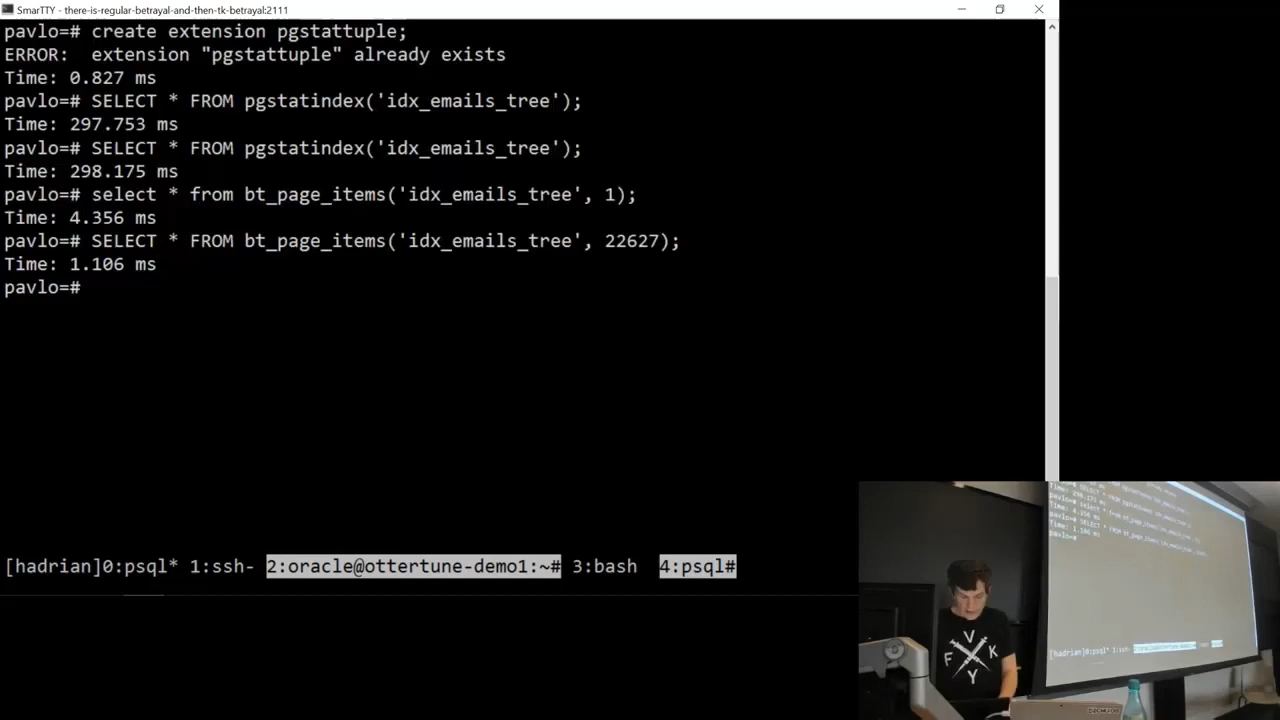 SmarTTY - there-is-regular-betrayal-and-then-tk-betrayal:2111
pavlo=# create extension pgstattuple;
ERROR:  extension "pgstattuple" already exists
Time: 0.827 ms
pavlo=# SELECT * FROM pgstatindex('idx_emails_tree');
Time: 297.753 ms
pavlo=# SELECT * FROM pgstatindex('idx_emails_tree');
Time: 298.175 ms
pavlo=# select * from bt_page_items('idx_emails_tree', 1);
Time: 4.356 ms
pavlo=# SELECT * FROM bt_page_items('idx_emails_tree', 22627);
Time: 1.106 ms
pavlo=#
[hadrian]0:psql* 1:ssh- 2:oracle@ottertune-demo1:~# 3:bash  4:psql#
V
F K
Y